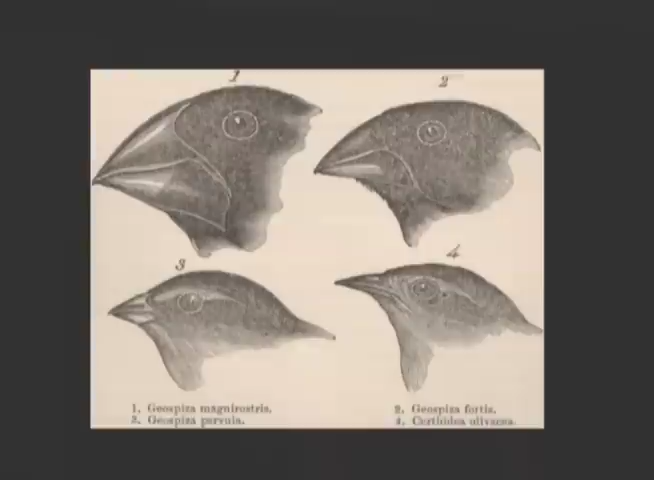 1
2
3
4
1. Geospiza magnirostris. 2. Geospiza fortis.
3. Geospiza parvula. 4. Certhidea olivacea.